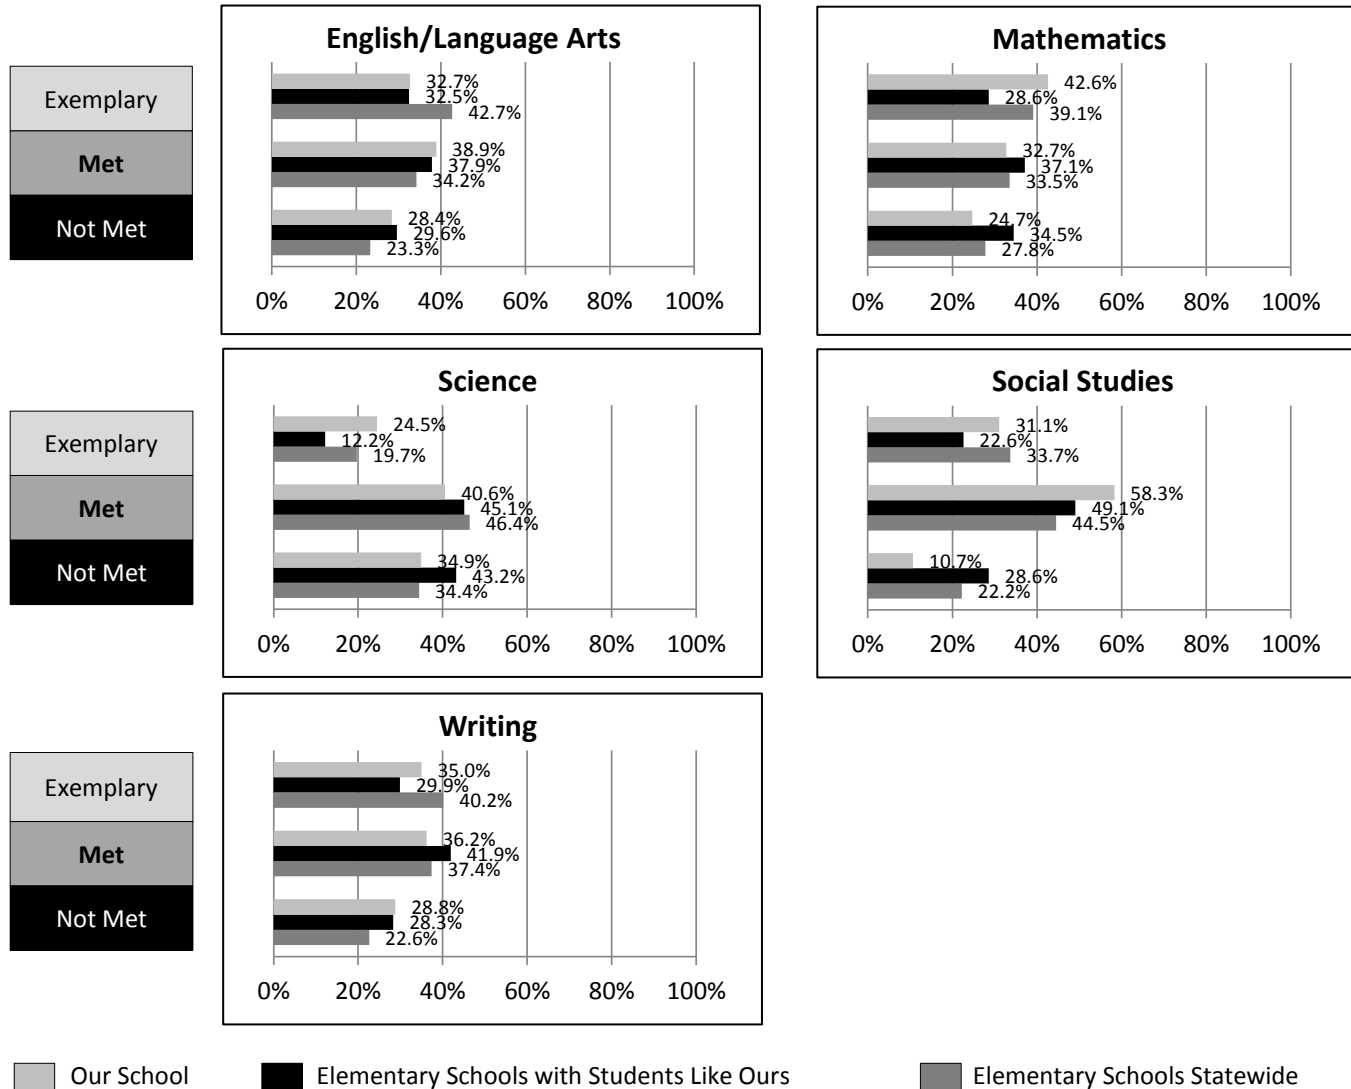 English/Language Arts
Exemplary
Met
Not Met
32.7%
32.5%
42.7%
38.9%
37.9%
34.2%
28.4%
29.6%
23.3%
0% 20% 40% 60% 80% 100%
Mathematics
42.6%
28.6%
39.1%
32.7%
37.1%
33.5%
24.7%
34.5%
27.8%
0% 20% 40% 60% 80% 100%
Science
Exemplary
Met
Not Met
24.5%
12.2%
19.7%
40.6%
45.1%
46.4%
34.9%
43.2%
34.4%
0% 20% 40% 60% 80% 100%
Social Studies
31.1%
22.6%
33.7%
58.3%
49.1%
44.5%
10.7%
28.6%
22.2%
0% 20% 40% 60% 80% 100%
Writing
Exemplary
Met
Not Met
35.0%
29.9%
40.2%
36.2%
41.9%
37.4%
28.8%
28.3%
22.6%
0% 20% 40% 60% 80% 100%
Our School Elementary Schools with Students Like Ours Elementary Schools Statewide